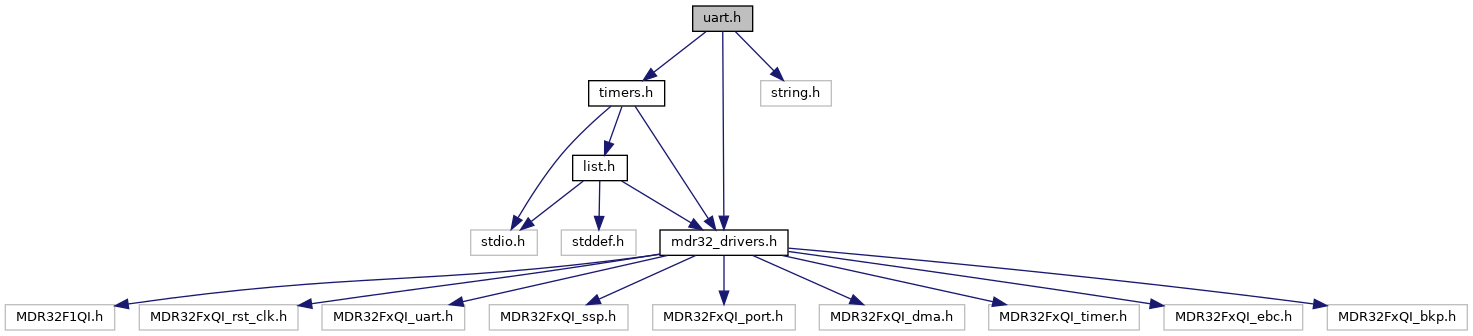 uart.h
timers.h
string.h
list.h
stdio.h
stddef.h
mdr32_drivers.h
MDR32F1QI.h
MDR32FxQI_rst_clk.h
MDR32FxQI_uart.h
MDR32FxQI_ssp.h
MDR32FxQI_port.h
MDR32FxQI_dma.h
MDR32FxQI_timer.h
MDR32FxQI_ebc.h
MDR32FxQI_bkp.h